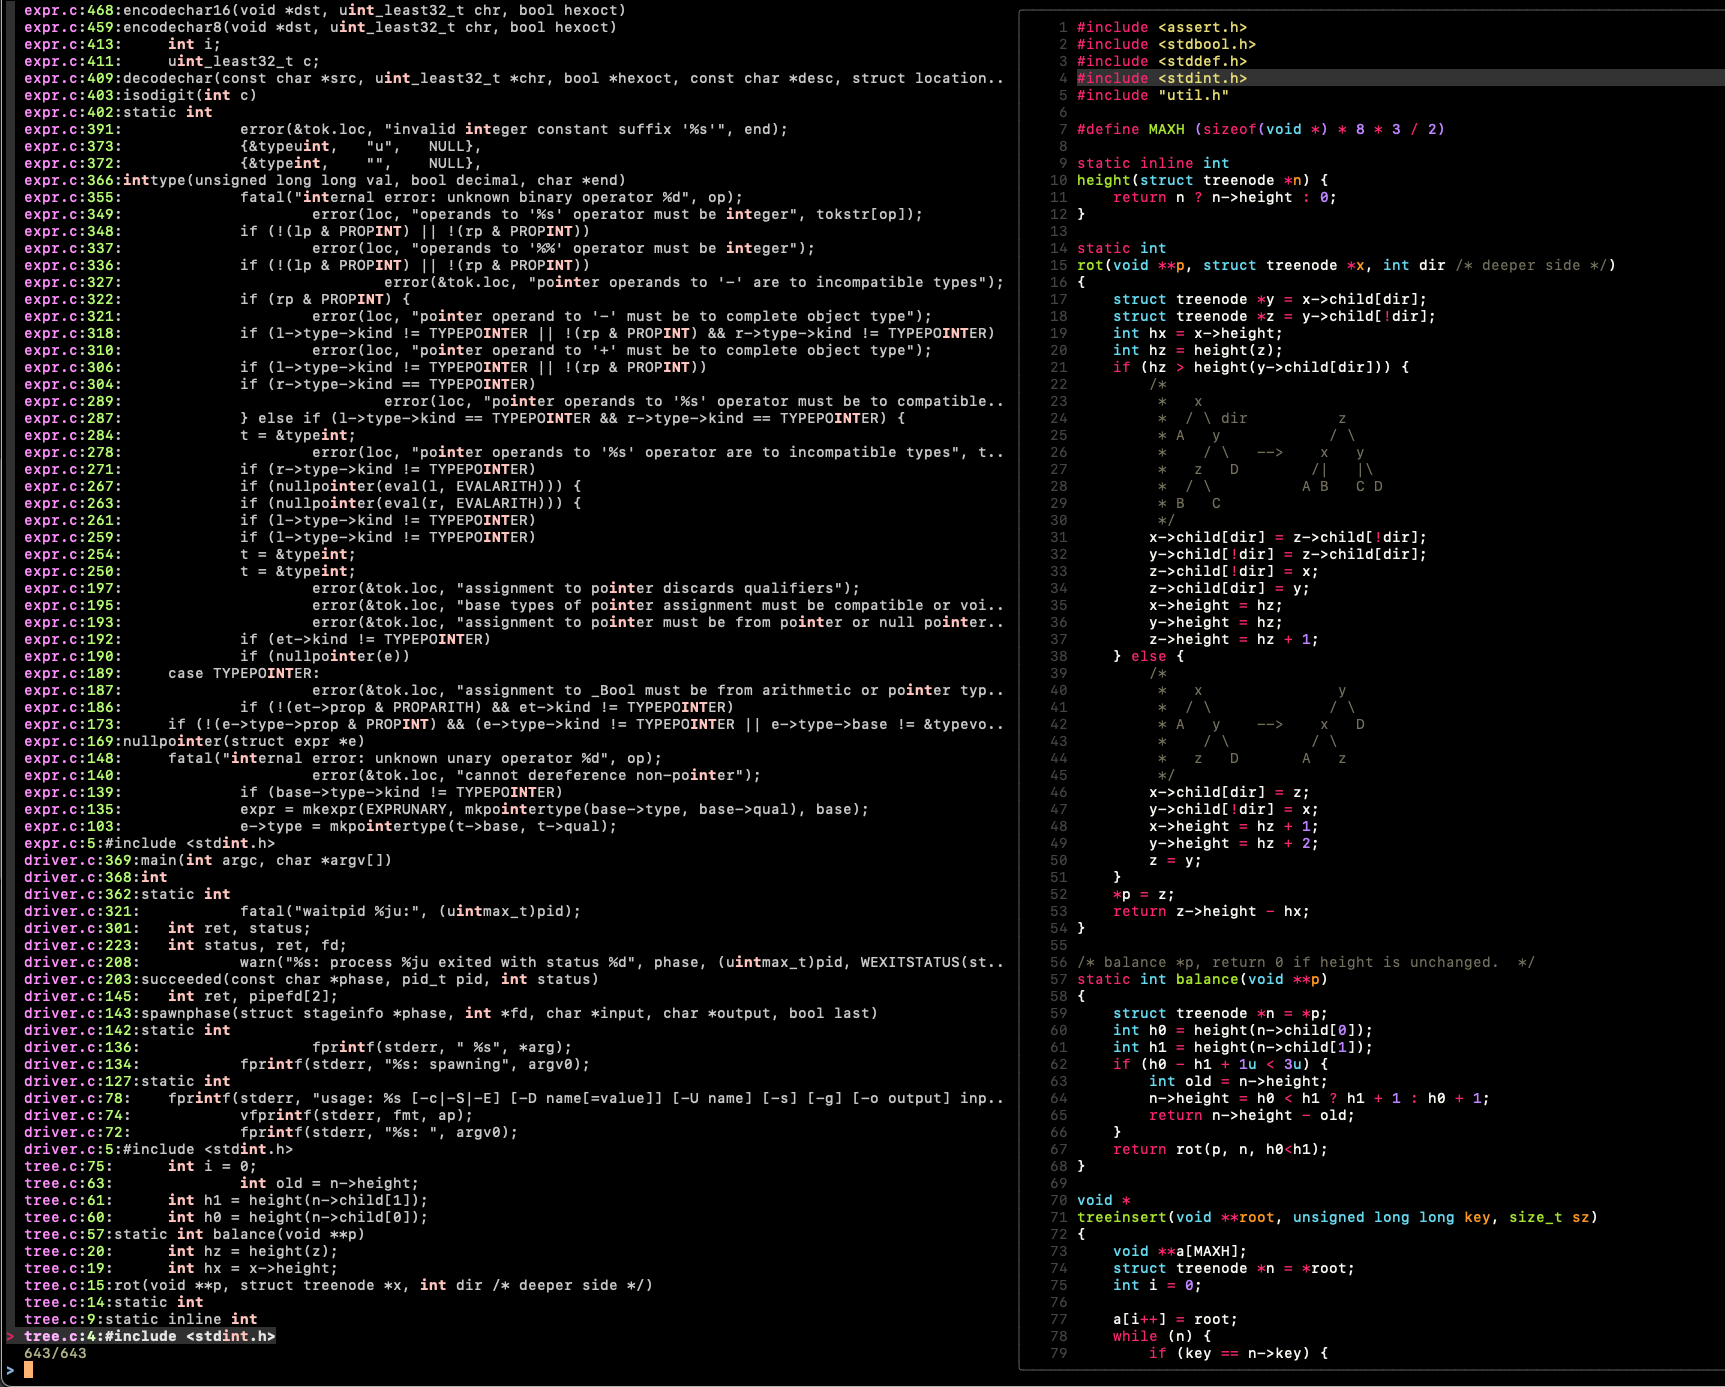 expr.c:468:encodechar16(void *dst, uint_least32_t chr, bool hexoct)
expr.c:459:encodechar8(void *dst, uint_least32_t chr, bool hexoct)
expr.c:413:     int i;
expr.c:411:     uint_least32_t c;
expr.c:409:decodechar(const char *src, uint_least32_t *chr, bool *hexoct, const char *desc, struct location..
expr.c:403:isodigit(int c)
expr.c:402:static int
expr.c:391:             error(&tok.loc, "invalid integer constant suffix '%s'", end);
expr.c:373:             {&typeuint,   "u",   NULL},
expr.c:372:             {&typeint,    "",    NULL},
expr.c:366:inttype(unsigned long long val, bool decimal, char *end)
expr.c:355:             fatal("internal error: unknown binary operator %d", op);
expr.c:349:                     error(loc, "operands to '%s' operator must be integer", tokstr[op]);
expr.c:348:             if (!(lp & PROPINT) || !(rp & PROPINT))
expr.c:337:                     error(loc, "operands to '%%' operator must be integer");
expr.c:336:             if (!(lp & PROPINT) || !(rp & PROPINT))
expr.c:327:                             error(&tok.loc, "pointer operands to '-' are to incompatible types");
expr.c:322:             if (rp & PROPINT) {
expr.c:321:                     error(loc, "pointer operand to '-' must be to complete object type");
expr.c:318:             if (l->type->kind != TYPEPOINTER || !(rp & PROPINT) && r->type->kind != TYPEPOINTER)
expr.c:310:                     error(loc, "pointer operand to '+' must be to complete object type");
expr.c:306:             if (l->type->kind != TYPEPOINTER || !(rp & PROPINT))
expr.c:304:             if (r->type->kind == TYPEPOINTER)
expr.c:289:                             error(loc, "pointer operands to '%s' operator must be to compatible..
expr.c:287:             } else if (l->type->kind == TYPEPOINTER && r->type->kind == TYPEPOINTER) {
expr.c:284:             t = &typeint;
expr.c:278:                     error(loc, "pointer operands to '%s' operator are to incompatible types", t..
expr.c:271:             if (r->type->kind != TYPEPOINTER)
expr.c:267:             if (nullpointer(eval(l, EVALARITH))) {
expr.c:263:             if (nullpointer(eval(r, EVALARITH))) {
expr.c:261:             if (l->type->kind != TYPEPOINTER)
expr.c:259:             if (l->type->kind != TYPEPOINTER)
expr.c:254:             t = &typeint;
expr.c:250:             t = &typeint;
expr.c:197:                     error(&tok.loc, "assignment to pointer discards qualifiers");
expr.c:195:                     error(&tok.loc, "base types of pointer assignment must be compatible or voi..
expr.c:193:                     error(&tok.loc, "assignment to pointer must be from pointer or null pointer..
expr.c:192:             if (et->kind != TYPEPOINTER)
expr.c:190:             if (nullpointer(e))
expr.c:189:     case TYPEPOINTER:
expr.c:187:                     error(&tok.loc, "assignment to _Bool must be from arithmetic or pointer typ..
expr.c:186:             if (!(et->prop & PROPARITH) && et->kind != TYPEPOINTER)
expr.c:173:     if (!(e->type->prop & PROPINT) && (e->type->kind != TYPEPOINTER || e->type->base != &typevo..
expr.c:169:nullpointer(struct expr *e)
expr.c:148:     fatal("internal error: unknown unary operator %d", op);
expr.c:140:                     error(&tok.loc, "cannot dereference non-pointer");
expr.c:139:             if (base->type->kind != TYPEPOINTER)
expr.c:135:             expr = mkexpr(EXPRUNARY, mkpointertype(base->type, base->qual), base);
expr.c:103:             e->type = mkpointertype(t->base, t->qual);
expr.c:5:#include <stdint.h>
driver.c:369:main(int argc, char *argv[])
driver.c:368:int
driver.c:362:static int
driver.c:321:           fatal("waitpid %ju:", (uintmax_t)pid);
driver.c:301:   int ret, status;
driver.c:223:   int status, ret, fd;
driver.c:208:           warn("%s: process %ju exited with status %d", phase, (uintmax_t)pid, WEXITSTATUS(st..
driver.c:203:succeeded(const char *phase, pid_t pid, int status)
driver.c:145:   int ret, pipefd[2];
driver.c:143:spawnphase(struct stageinfo *phase, int *fd, char *input, char *output, bool last)
driver.c:142:static int
driver.c:136:                   fprintf(stderr, " %s", *arg);
driver.c:134:           fprintf(stderr, "%s: spawning", argv0);
driver.c:127:static int
driver.c:78:    fprintf(stderr, "usage: %s [-c|-S|-E] [-D name[=value]] [-U name] [-s] [-g] [-o output] inp..
driver.c:74:            vfprintf(stderr, fmt, ap);
driver.c:72:            fprintf(stderr, "%s: ", argv0);
driver.c:5:#include <stdint.h>
tree.c:75:      int i = 0;
tree.c:63:              int old = n->height;
tree.c:61:      int h1 = height(n->child[1]);
tree.c:60:      int h0 = height(n->child[0]);
tree.c:57:static int balance(void **p)
tree.c:20:      int hz = height(z);
tree.c:19:      int hx = x->height;
tree.c:15:rot(void **p, struct treenode *x, int dir /* deeper side */)
tree.c:14:static int
tree.c:9:static inline int
> tree.c:4:#include <stdint.h>
643/643
>
1 #include <assert.h>
2 #include <stdbool.h>
3 #include <stddef.h>
4 #include <stdint.h>
5 #include "util.h"
6
7 #define MAXH (sizeof(void *) * 8 * 3 / 2)
8
9 static inline int
10 height(struct treenode *n) {
11     return n ? n->height : 0;
12 }
13
14 static int
15 rot(void **p, struct treenode *x, int dir /* deeper side */)
16 {
17     struct treenode *y = x->child[dir];
18     struct treenode *z = y->child[!dir];
19     int hx = x->height;
20     int hz = height(z);
21     if (hz > height(y->child[dir])) {
22         /*
23          *   x
24          *  / \ dir          z
25          * A   y            / \
26          *    / \   -->    x   y
27          *   z   D        /|   |\
28          *  / \          A B   C D
29          * B   C
30          */
31         x->child[dir] = z->child[!dir];
32         y->child[!dir] = z->child[dir];
33         z->child[!dir] = x;
34         z->child[dir] = y;
35         x->height = hz;
36         y->height = hz;
37         z->height = hz + 1;
38     } else {
39         /*
40          *   x               y
41          *  / \             / \
42          * A   y    -->    x   D
43          *    / \         / \
44          *   z   D       A   z
45          */
46         x->child[dir] = z;
47         y->child[!dir] = x;
48         x->height = hz + 1;
49         y->height = hz + 2;
50         z = y;
51     }
52     *p = z;
53     return z->height - hx;
54 }
55
56 /* balance *p, return 0 if height is unchanged.  */
57 static int balance(void **p)
58 {
59     struct treenode *n = *p;
60     int h0 = height(n->child[0]);
61     int h1 = height(n->child[1]);
62     if (h0 - h1 + 1u < 3u) {
63         int old = n->height;
64         n->height = h0 < h1 ? h1 + 1 : h0 + 1;
65         return n->height - old;
66     }
67     return rot(p, n, h0<h1);
68 }
69
70 void *
71 treeinsert(void **root, unsigned long long key, size_t sz)
72 {
73     void **a[MAXH];
74     struct treenode *n = *root;
75     int i = 0;
76
77     a[i++] = root;
78     while (n) {
79         if (key == n->key) {